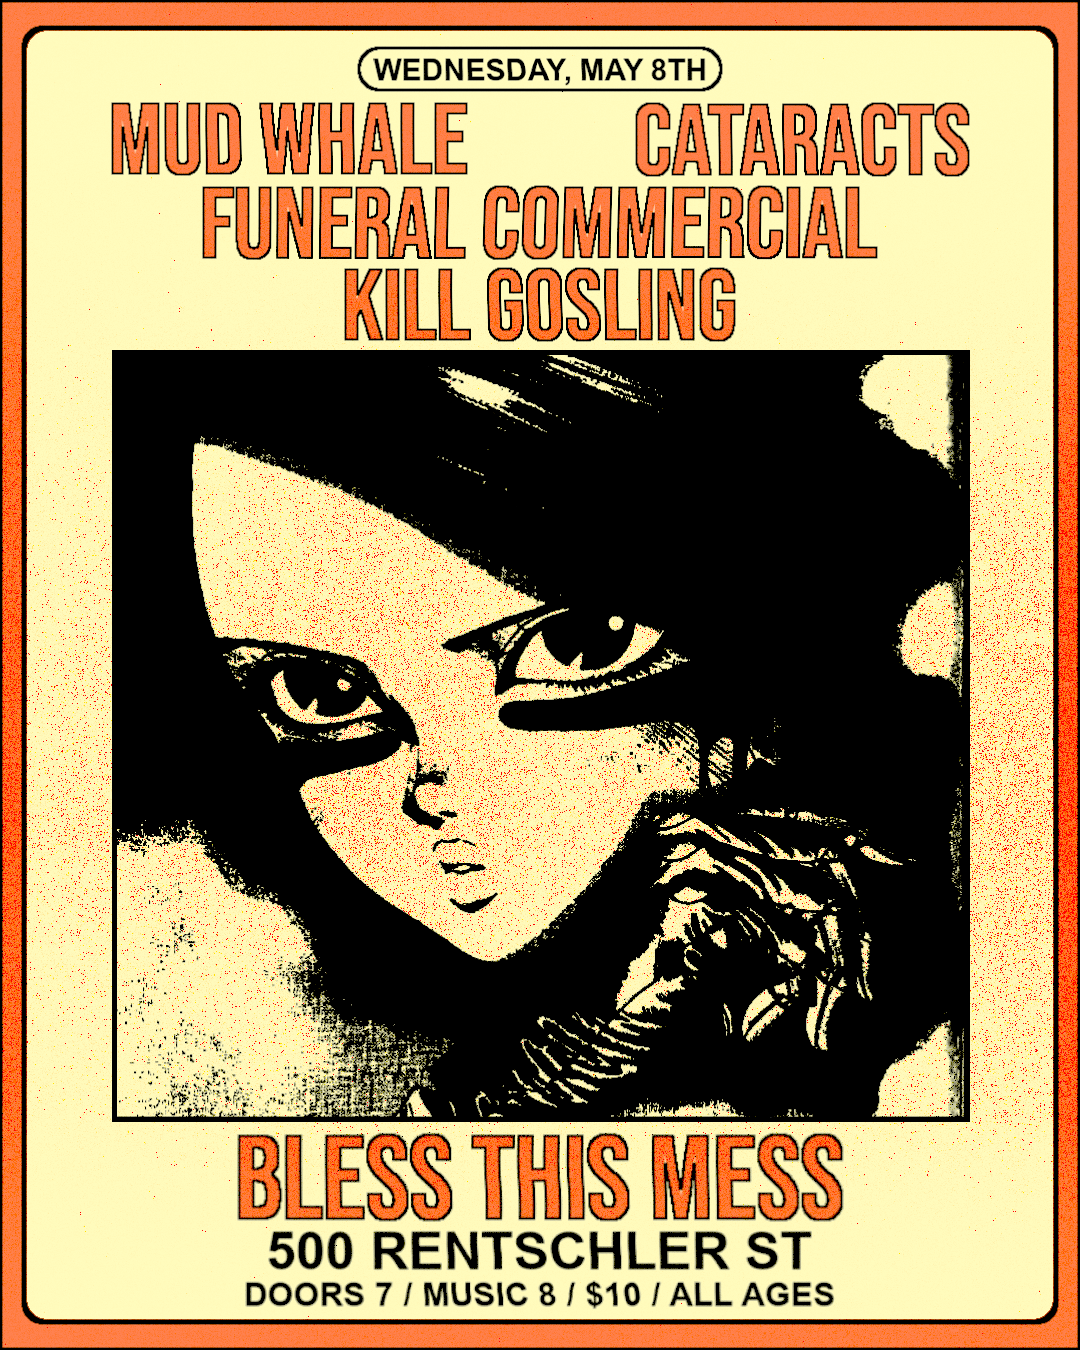 WEDNESDAY, MAY 8TH
MUD WHALE CATARACTS
FUNERAL COMMERCIAL
KILL GOSLING
BLESS THIS MESS
500 RENTSCHLER ST
DOORS 7 / MUSIC 8 / $10 / ALL AGES